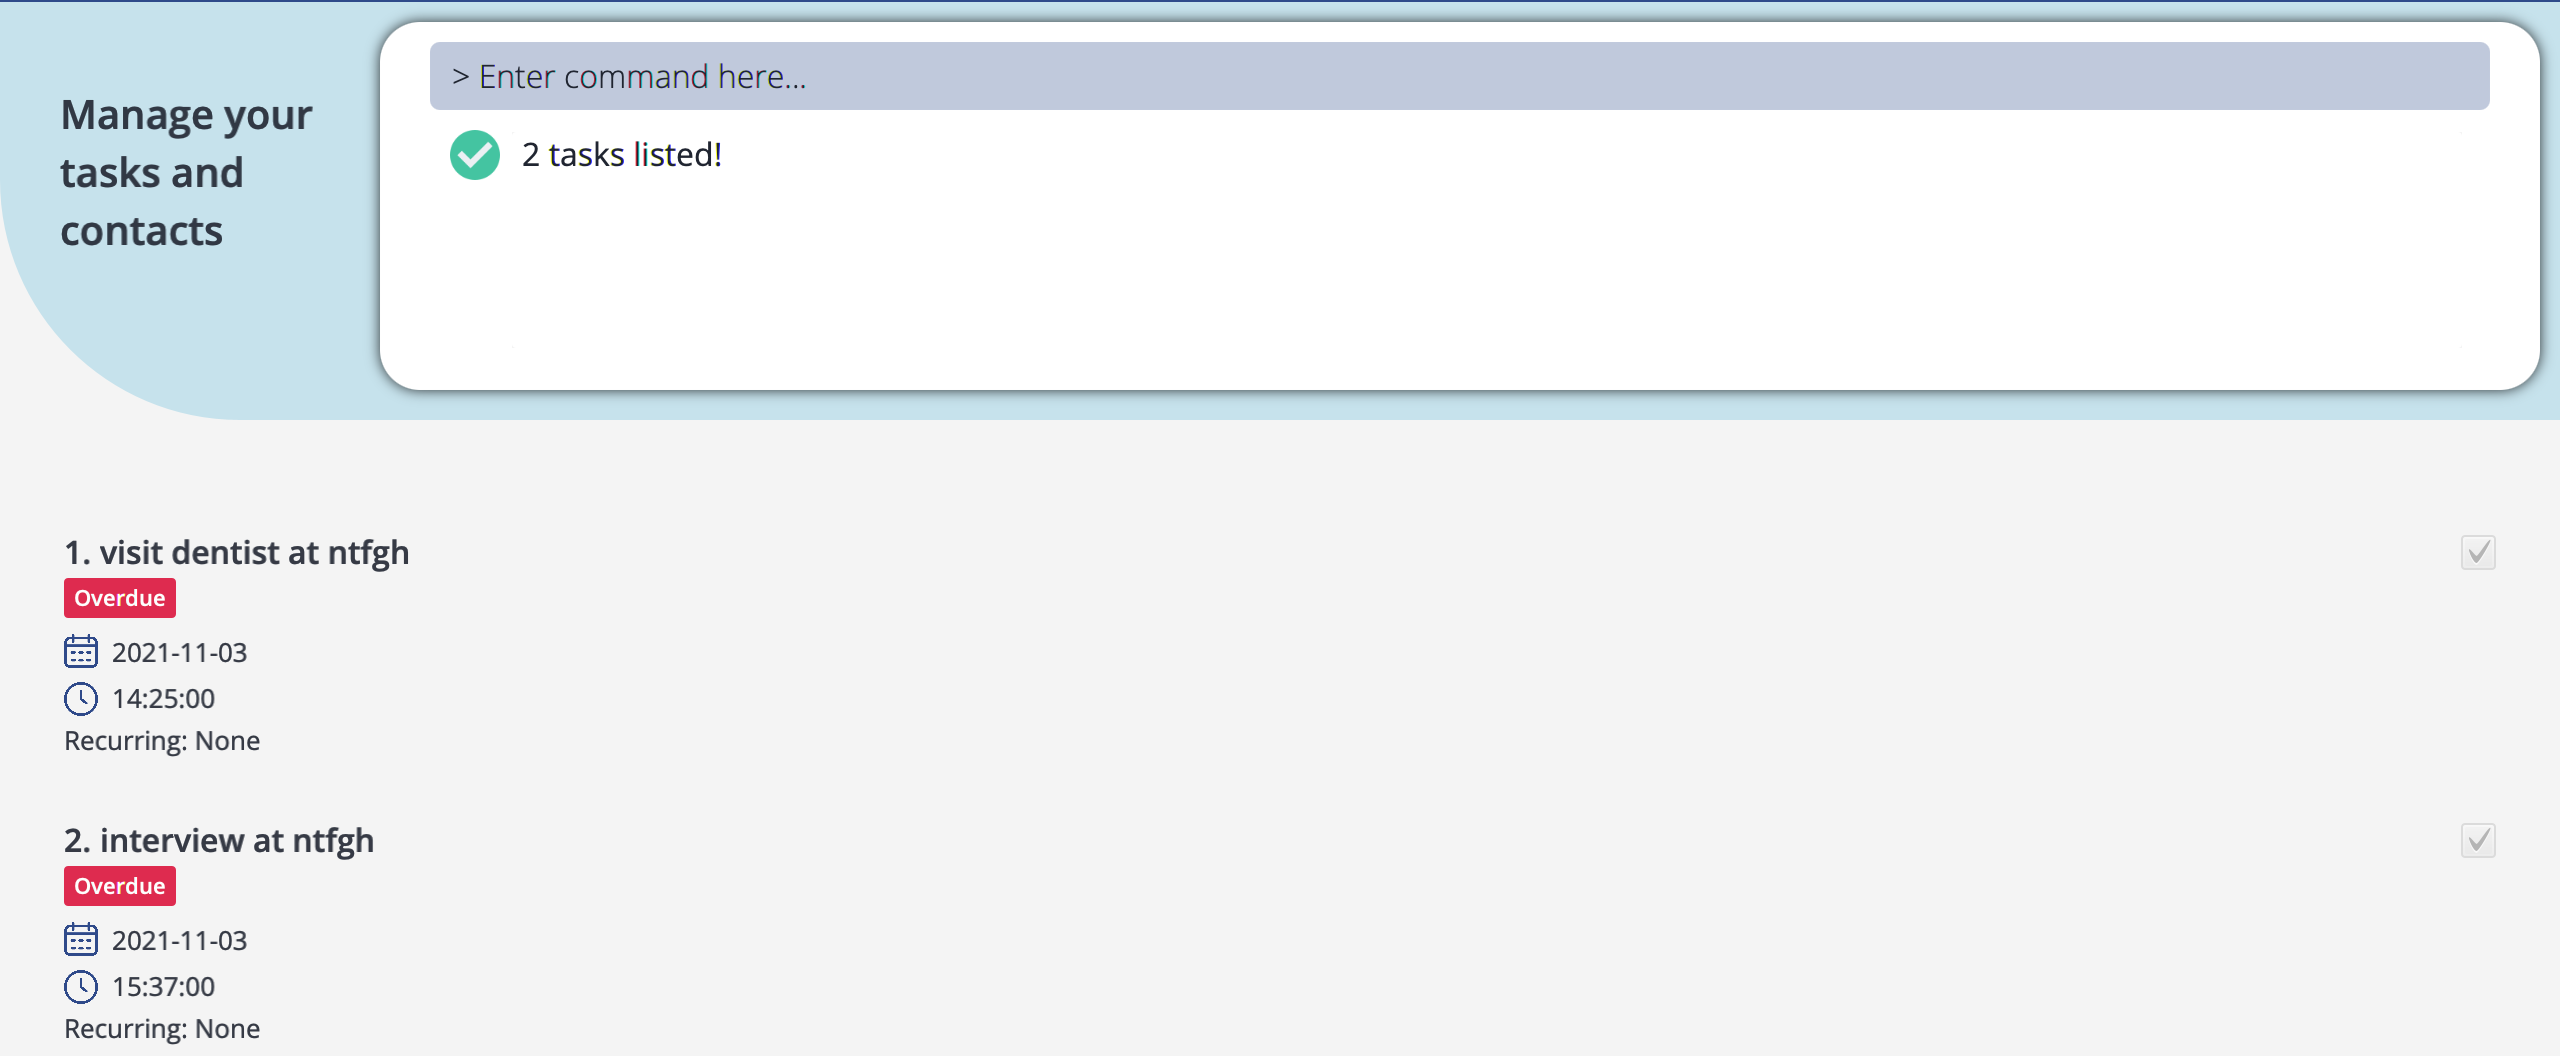 Manage your
tasks and
contacts
> Enter command here...
2 tasks listed!
1. visit dentist at ntfgh
Overdue
2021-11-03
14:25:00
Recurring: None
2. interview at ntfgh
Overdue
2021-11-03
15:37:00
Recurring: None